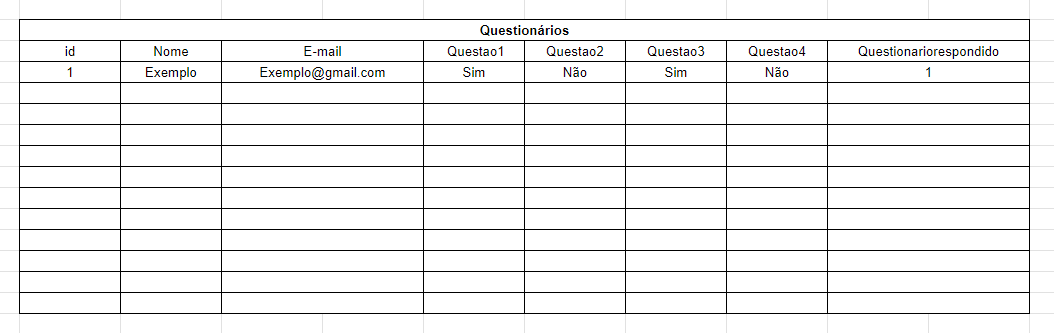 Questionários
id Nome E-mail Questao1 Questao2 Questao3 Questao4 Questionariorespondido
1 Exemplo Exemplo@gmail.com Sim Não Sim Não 1